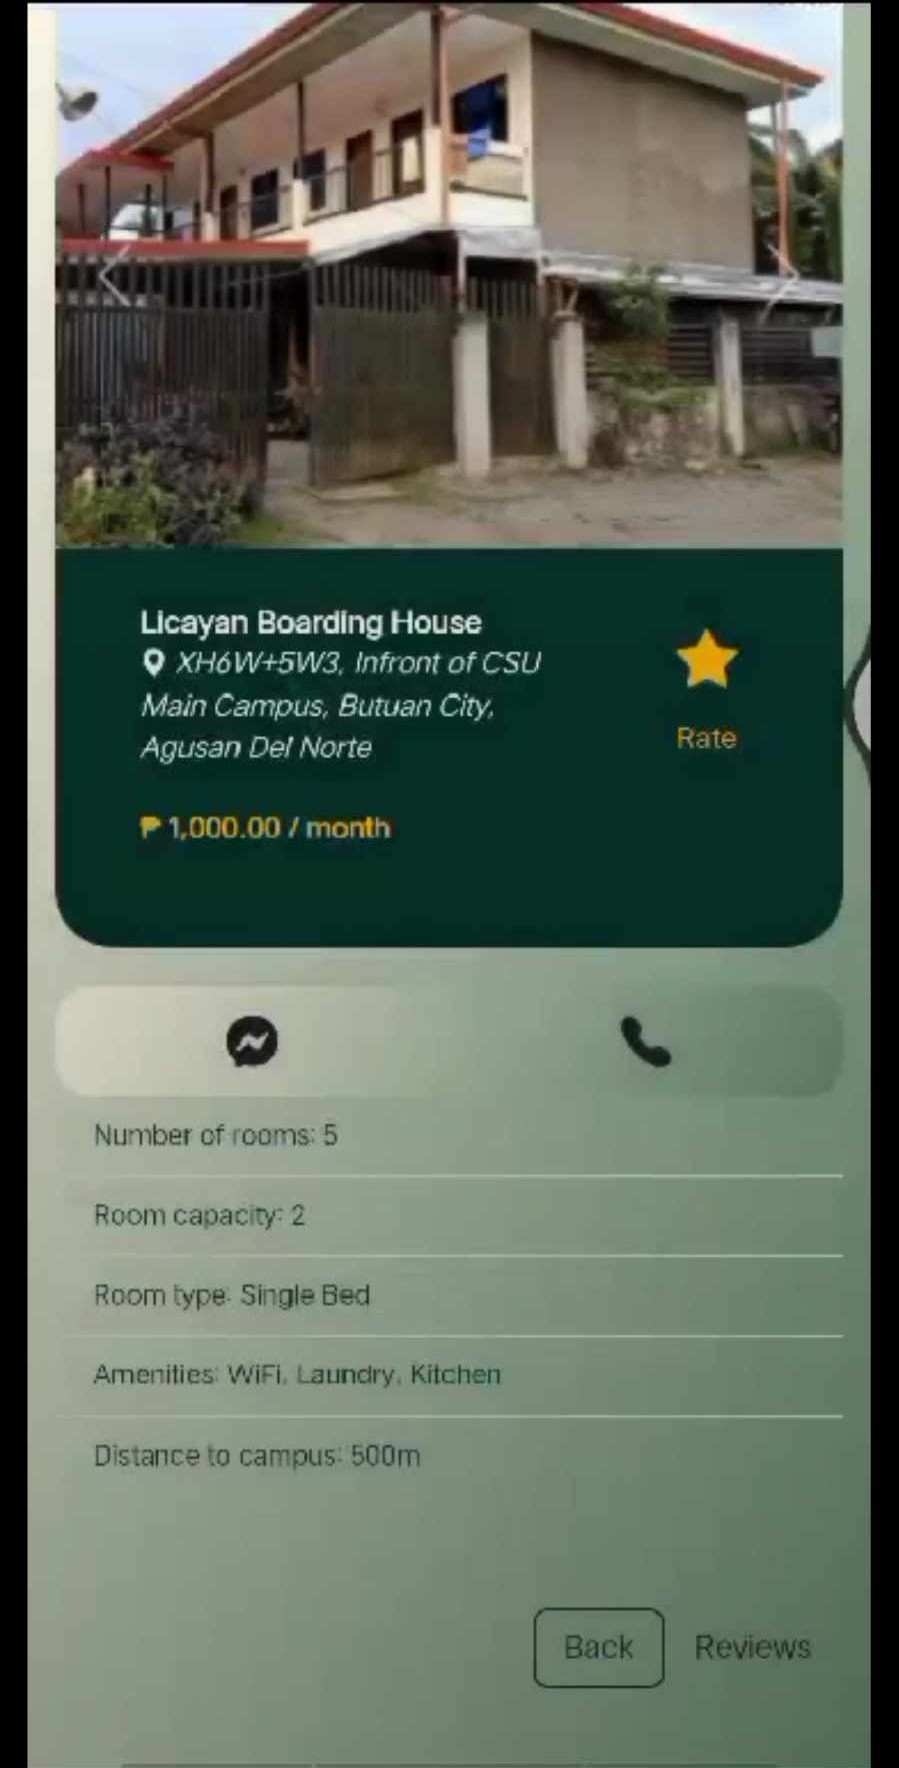 Licayan Boarding House
XH6W+5W3, Infront of CSU
Main Campus, Butuan City,
Agusan Del Norte
Rate
₱ 1,000.00 / month
Number of rooms: 5
Room capacity: 2
Room type: Single Bed
Amenities: WiFi, Laundry, Kitchen
Distance to campus: 500m
Back
Reviews